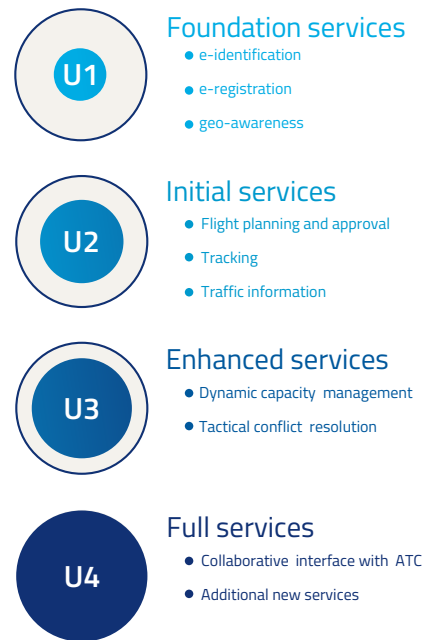 U1
Foundation services
e-identification
e-registration
geo-awareness
U2
Initial services
Flight planning and approval
Tracking
Traffic information
U3
Enhanced services
Dynamic capacity management
Tactical conflict resolution
U4
Full services
Collaborative interface with ATC
Additional new services